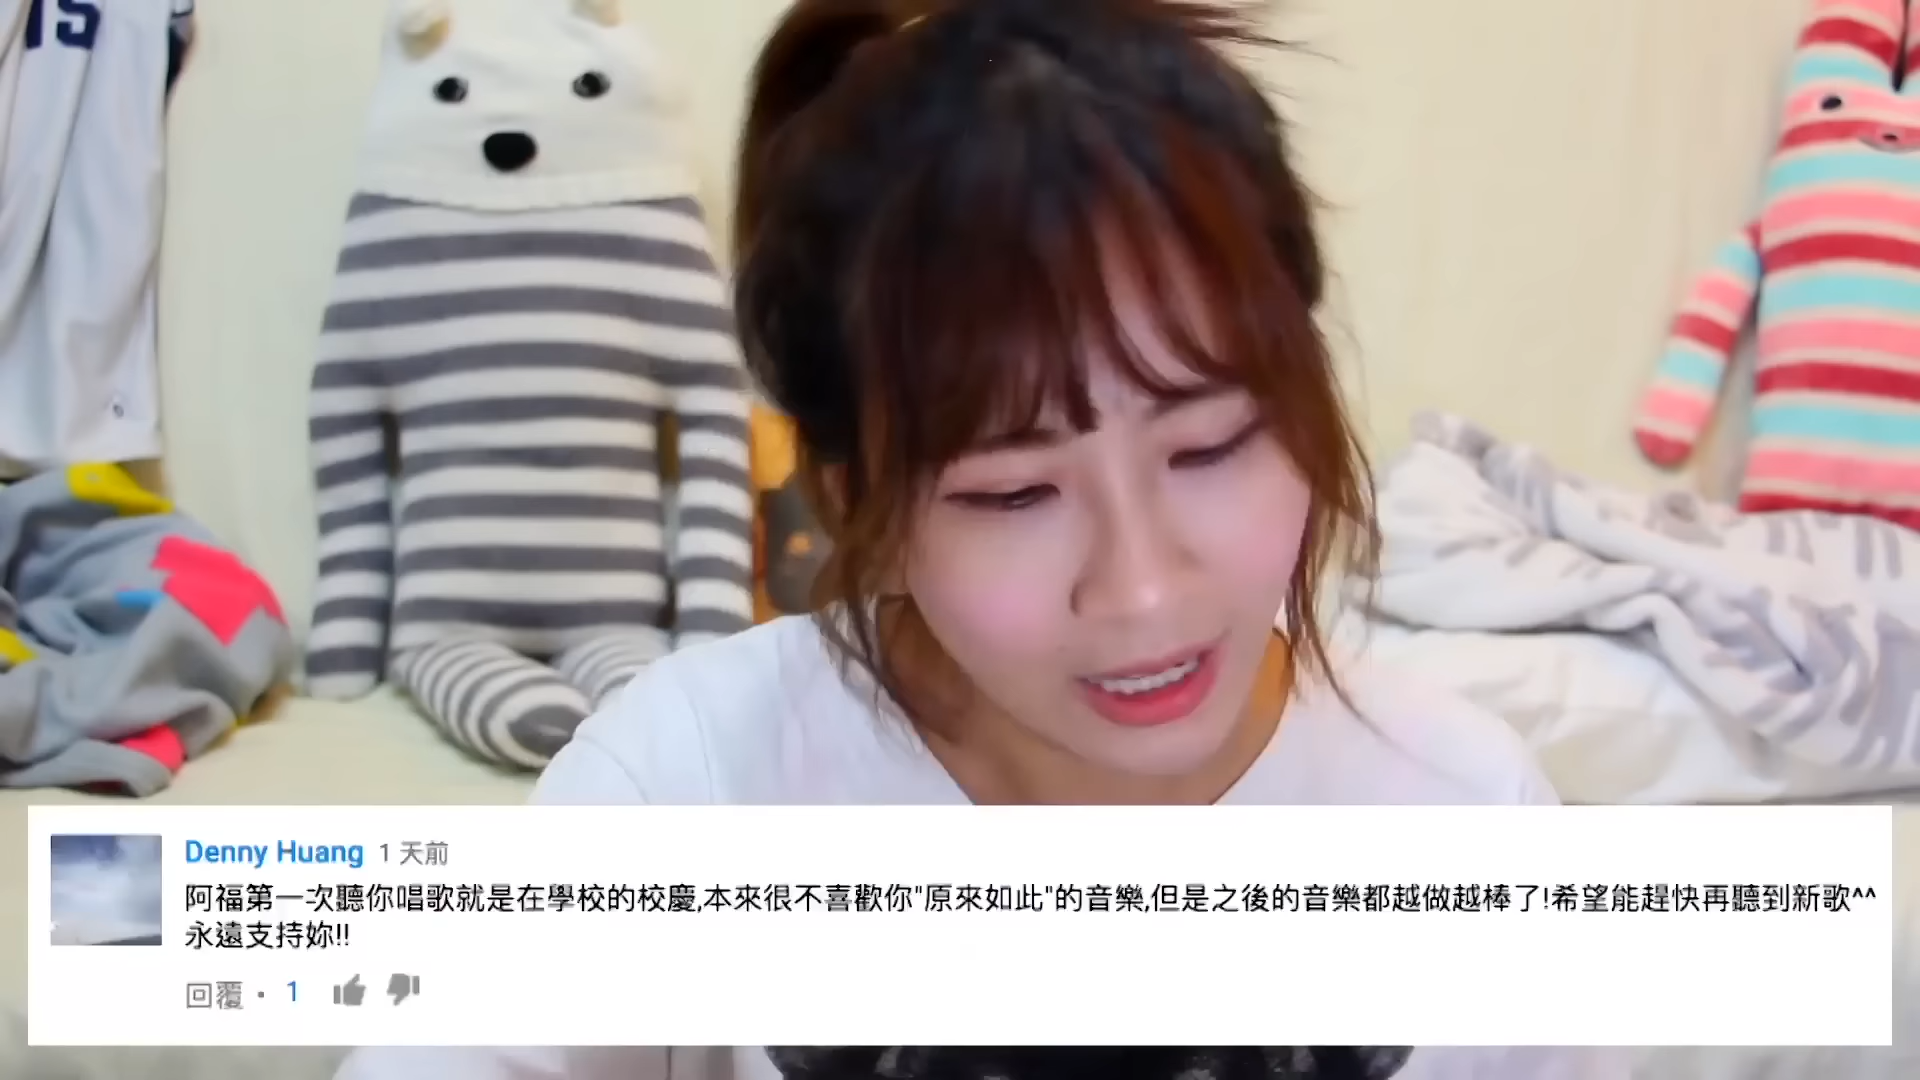 15
Denny Huang 1 天前
阿福第一次聽你唱歌就是在學校的校慶,本來很不喜歡你"原來如此"的音樂,但是之後的音樂都越做越棒了!希望能趕快再聽到新歌^^
永遠支持妳!!
回覆 · 1